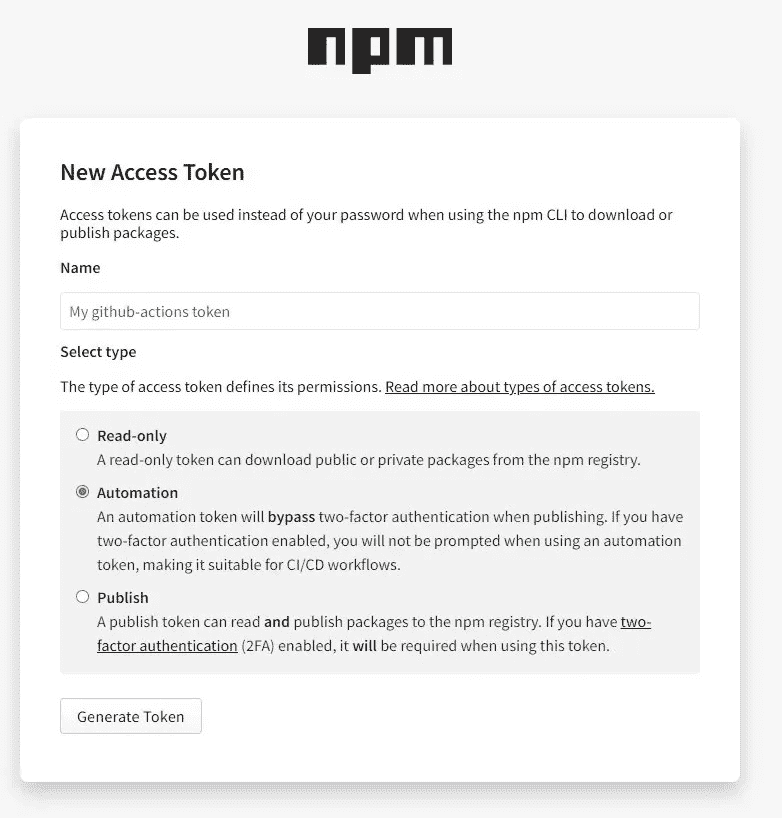 npm
New Access Token
Access tokens can be used instead of your password when using the npm CLI to download or
publish packages.
Name
My github-actions token
Select type
The type of access token defines its permissions. Read more about types of access tokens.
Read-only
A read-only token can download public or private packages from the npm registry.
Automation
An automation token will bypass two-factor authentication when publishing. If you have
two-factor authentication enabled, you will not be prompted when using an automation
token, making it suitable for CI/CD workflows.
Publish
A publish token can read and publish packages to the npm registry. If you have two-
factor authentication (2FA) enabled, it will be required when using this token.
Generate Token